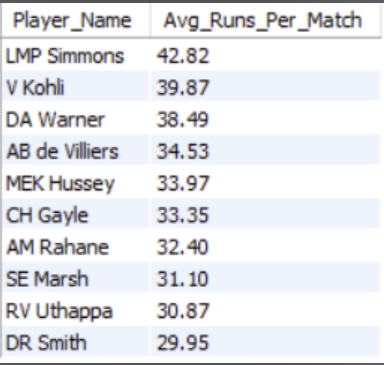 Player_Name Avg_Runs_Per_Match
LMP Simmons 42.82
V Kohli 39.87
DA Warner 38.49
AB de Villiers 34.53
MEK Hussey 33.97
CH Gayle 33.35
AM Rahane 32.40
SE Marsh 31.10
RV Uthappa 30.87
DR Smith 29.95